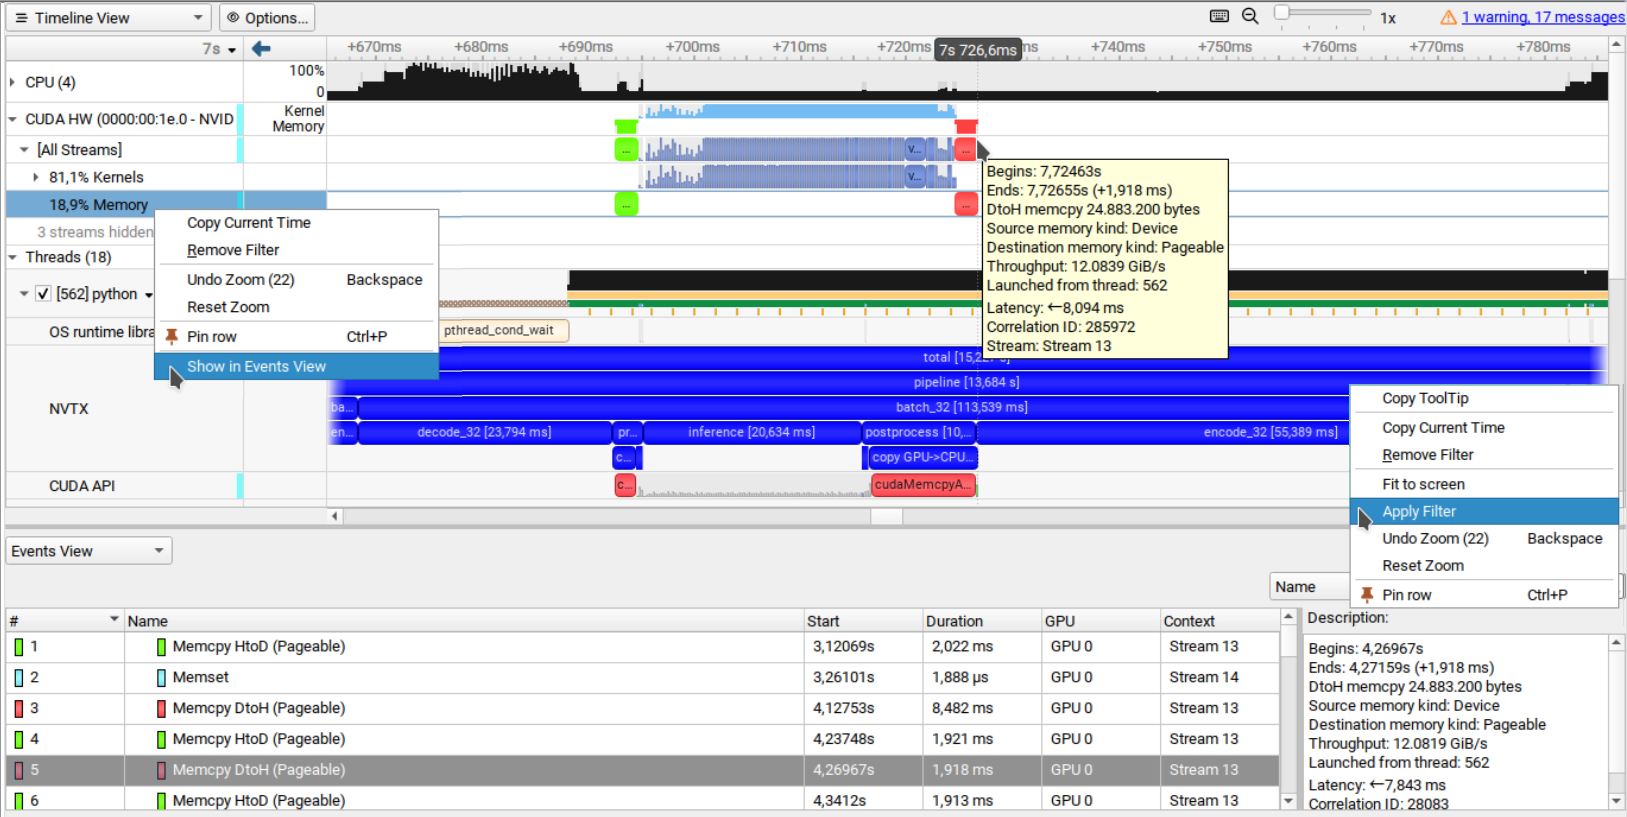 Timeline View
Options...
1x
1 warning, 17 messages
7s
+670ms
+680ms
+690ms
+700ms
+710ms
+720ms
7s 726,6ms
ms
+740ms
+750ms
+760ms
+770ms
+780ms
CPU (4)
100%
0
CUDA HW (0000:00:1e.0 - NVID
Kernel
Memory
[All Streams]
...
v...
...
81,1% Kernels
v...
18,9% Memory
...
...
3 streams hidden
Threads (18)
[562] python
OS runtime libra
pthread_cond_wait
NVTX
total [15,2
s]
pipeline [13,684 s]
ba...
batch_32 [113,539 ms]
en...
decode_32 [23,794 ms]
pr...
inference [20,634 ms]
postprocess [10,...
encode_32 [55,389 ms]
c...
copy GPU->CPU...
CUDA API
c...
cudaMemcpyA...
Copy Current Time
Remove Filter
Undo Zoom (22) Backspace
Reset Zoom
Pin row Ctrl+P
Show in Events View
Begins: 7,72463s
Ends: 7,72655s (+1,918 ms)
DtoH memcpy 24.883.200 bytes
Source memory kind: Device
Destination memory kind: Pageable
Throughput: 12.0839 GiB/s
Launched from thread: 562
Latency: ←8,094 ms
Correlation ID: 285972
Stream: Stream 13
Copy ToolTip
Copy Current Time
Remove Filter
Fit to screen
Apply Filter
Undo Zoom (22) Backspace
Reset Zoom
Pin row Ctrl+P
Events View
Name
# Name Start Duration GPU Context
1 Memcpy HtoD (Pageable) 3,12069s 2,022 ms GPU 0 Stream 13
2 Memset 3,26101s 1,888 μs GPU 0 Stream 14
3 Memcpy DtoH (Pageable) 4,12753s 8,482 ms GPU 0 Stream 13
4 Memcpy HtoD (Pageable) 4,23748s 1,921 ms GPU 0 Stream 13
5 Memcpy DtoH (Pageable) 4,26967s 1,918 ms GPU 0 Stream 13
6 Memcpy HtoD (Pageable) 4,3412s 1,913 ms GPU 0 Stream 13
Description:
Begins: 4,26967s
Ends: 4,27159s (+1,918 ms)
DtoH memcpy 24.883.200 bytes
Source memory kind: Device
Destination memory kind: Pageable
Throughput: 12.0819 GiB/s
Launched from thread: 562
Latency: ←7,843 ms
Correlation ID: 28083